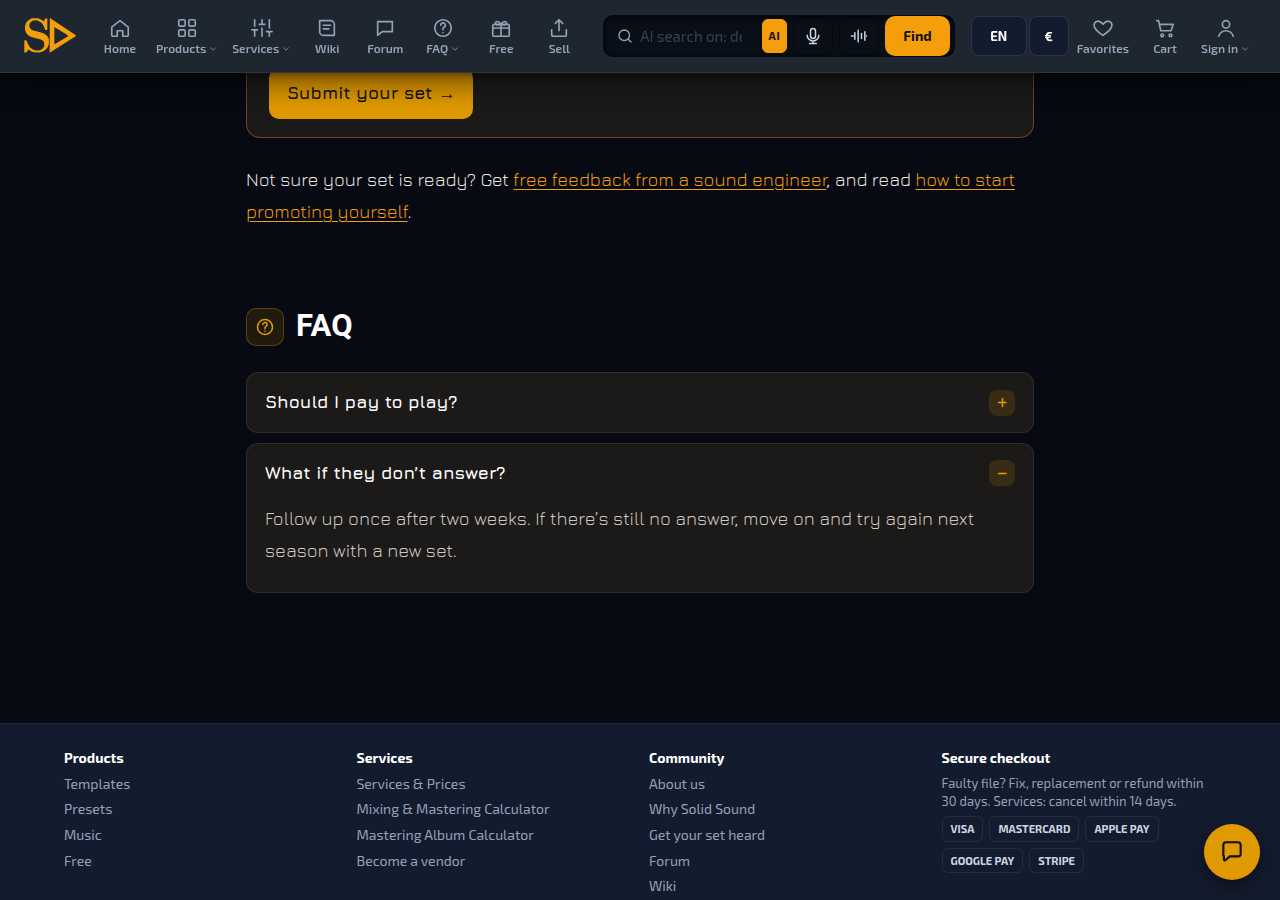 Home
Products
Services
Wiki
Forum
FAQ
Free
Sell
AI search on: de
AI
Find
EN
€
Favorites
Cart
Sign in
Submit your set →
Not sure your set is ready? Get free feedback from a sound engineer, and read how to start
promoting yourself.
FAQ
Should I pay to play?
+
What if they don't answer?
−
Follow up once after two weeks. If there's still no answer, move on and try again next
season with a new set.
Products
Templates
Presets
Music
Free
Services
Services & Prices
Mixing & Mastering Calculator
Mastering Album Calculator
Become a vendor
Community
About us
Why Solid Sound
Get your set heard
Forum
Wiki
Secure checkout
Faulty file? Fix, replacement or refund within
30 days. Services: cancel within 14 days.
VISA
MASTERCARD
APPLE PAY
GOOGLE PAY
STRIPE